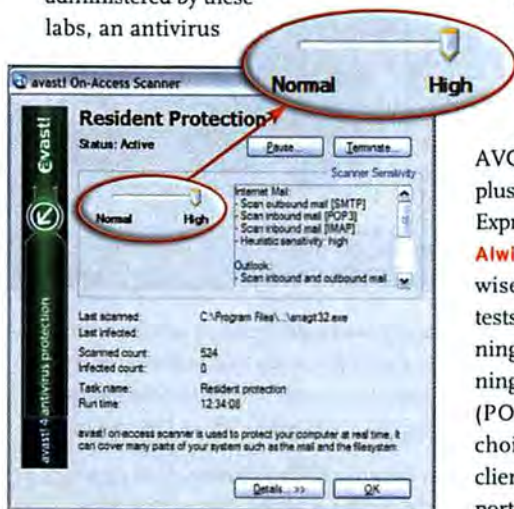 administered by these
labs, an antivirus
Normal High
avast! On-Access Scanner
avast!
avast! 4 antivirus protection
Resident Protection
Status: Active
Pause...
Terminate...
Scanner Sensitivity
Normal High
Internet Mail:
- Scan outbound mail [SMTP]
- Scan inbound mail [POP3]
- Scan inbound mail [IMAP]
- Heuristic sensitivity: high
Outlook:
- Scan inbound and outbound mail
Last scanned: C:\Program Files\...\snagt32.exe
Last infected:
Scanned count: 524
Infected count: 0
Task name: Resident protection
Run time: 12:34:08
avast! on-access scanner is used to protect your computer at real time, it
can cover many parts of your system such as the mail and the filesystem.
Details... >>
OK
AVG
plus
Expr
Alwi
wise
tests
ning
ning
(PO
choi
clien
port